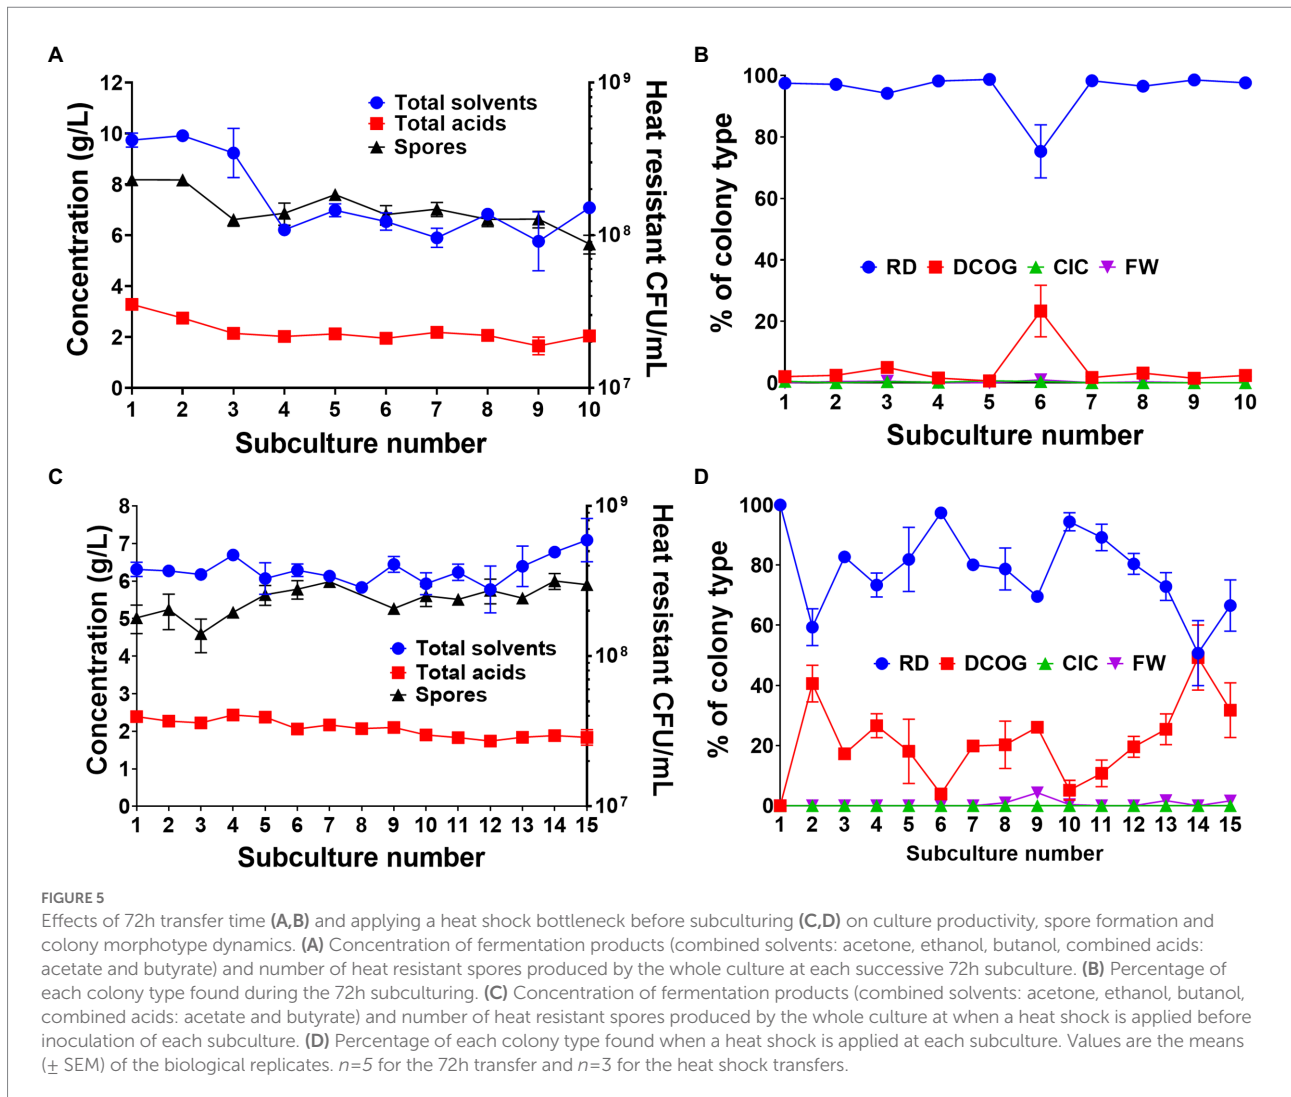 A
B
12
10
8
6
4
2
0
Concentration (g/L)
Total solvents
Total acids
Spores
10⁹
10⁸
10⁷
Heat resistant CFU/mL
1 2 3 4 5 6 7 8 9 10
Subculture number
100
80
60
40
20
0
% of colony type
RD DCOG CIC FW
1 2 3 4 5 6 7 8 9 10
Subculture number
C
D
8
7
6
5
4
3
2
1
0
Concentration (g/L)
Total solvents
Total acids
Spores
10⁹
10⁸
10⁷
Heat resistant CFU/mL
1 2 3 4 5 6 7 8 9 10 11 12 13 14 15
Subculture number
100
80
60
40
20
0
% of colony type
RD DCOG CIC FW
1 2 3 4 5 6 7 8 9 10 11 12 13 14 15
Subculture number
FIGURE 5
Effects of 72h transfer time (A,B) and applying a heat shock bottleneck before subculturing (C,D) on culture productivity, spore formation and
colony morphotype dynamics. (A) Concentration of fermentation products (combined solvents: acetone, ethanol, butanol, combined acids:
acetate and butyrate) and number of heat resistant spores produced by the whole culture at each successive 72h subculture. (B) Percentage of
each colony type found during the 72h subculturing. (C) Concentration of fermentation products (combined solvents: acetone, ethanol, butanol,
combined acids: acetate and butyrate) and number of heat resistant spores produced by the whole culture at when a heat shock is applied before
inoculation of each subculture. (D) Percentage of each colony type found when a heat shock is applied at each subculture. Values are the means
(± SEM) of the biological replicates. n=5 for the 72h transfer and n=3 for the heat shock transfers.